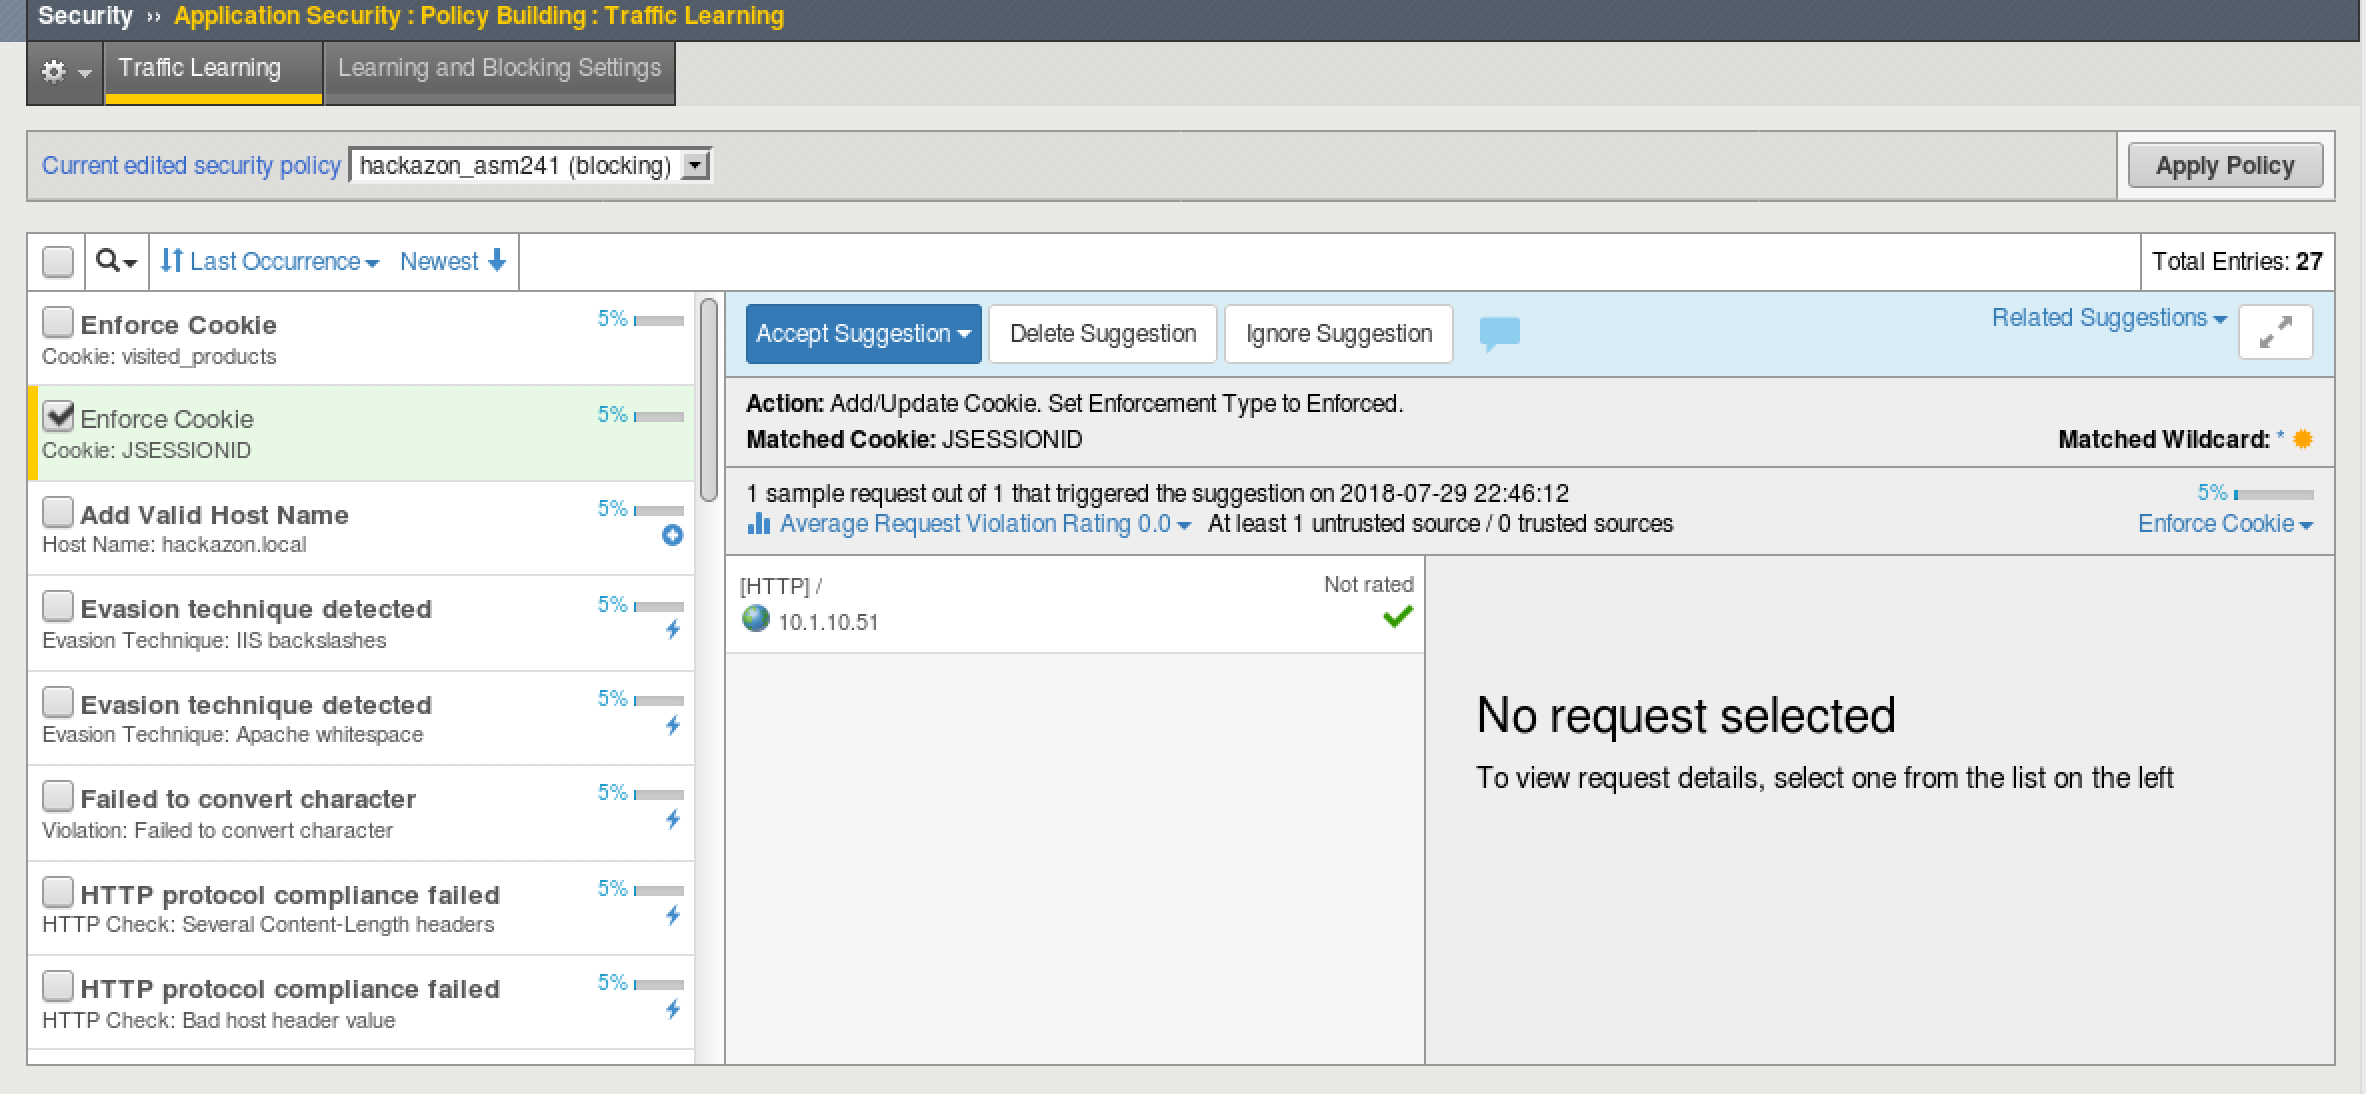 Security ›› Application Security : Policy Building : Traffic Learning
Traffic Learning
Learning and Blocking Settings
Current edited security policy hackazon_asm241 (blocking)
Apply Policy
Last Occurrence Newest
Total Entries: 27
Enforce Cookie 5%
Cookie: visited_products
Enforce Cookie 5%
Cookie: JSESSIONID
Add Valid Host Name 5%
Host Name: hackazon.local
Evasion technique detected 5%
Evasion Technique: IIS backslashes
Evasion technique detected 5%
Evasion Technique: Apache whitespace
Failed to convert character 5%
Violation: Failed to convert character
HTTP protocol compliance failed 5%
HTTP Check: Several Content-Length headers
HTTP protocol compliance failed 5%
HTTP Check: Bad host header value
Accept Suggestion
Delete Suggestion
Ignore Suggestion
Related Suggestions
Action: Add/Update Cookie. Set Enforcement Type to Enforced.
Matched Cookie: JSESSIONID
Matched Wildcard: *
1 sample request out of 1 that triggered the suggestion on 2018-07-29 22:46:12
5%
Average Request Violation Rating 0.0 At least 1 untrusted source / 0 trusted sources
Enforce Cookie
[HTTP] / Not rated
10.1.10.51
No request selected
To view request details, select one from the list on the left